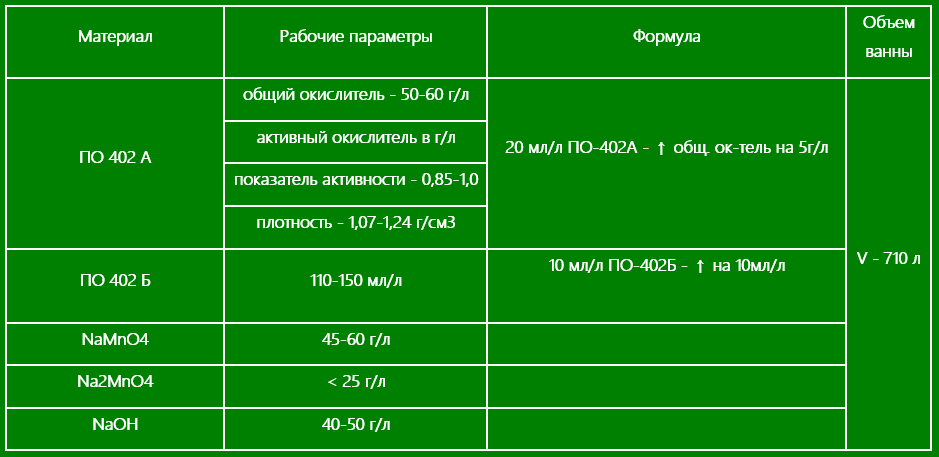 Материал
Рабочие параметры
Формула
Объем
ванны
ПО 402 А
общий окислитель - 50-60 г/л
активный окислитель в г/л
показатель активности - 0,85-1,0
плотность - 1,07-1,24 г/см3
20 мл/л ПО-402А - ↑ общ. ок-тель на 5г/л
V - 710 л
ПО 402 Б
110-150 мл/л
10 мл/л ПО-402Б - ↑ на 10мл/л
NaMnO4
45-60 г/л
Na2MnO4
< 25 г/л
NaOH
40-50 г/л